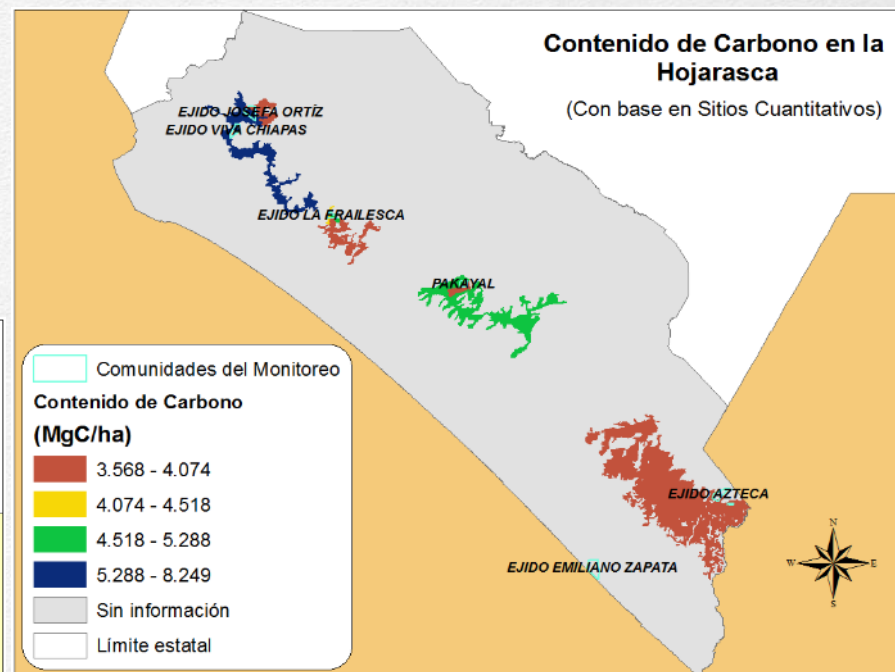 Contenido de Carbono en la
Hojarasca
(Con base en Sitios Cuantitativos)
EJIDO JOSEFA ORTÍZ
EJIDO VIVA CHIAPAS
EJIDO LA FRAILESCA
PAKAYAL
EJIDO AZTECA
EJIDO EMILIANO ZAPATA
Comunidades del Monitoreo
Contenido de Carbono
(MgC/ha)
3.568 - 4.074
4.074 - 4.518
4.518 - 5.288
5.288 - 8.249
Sin información
Límite estatal
N
W
E
S